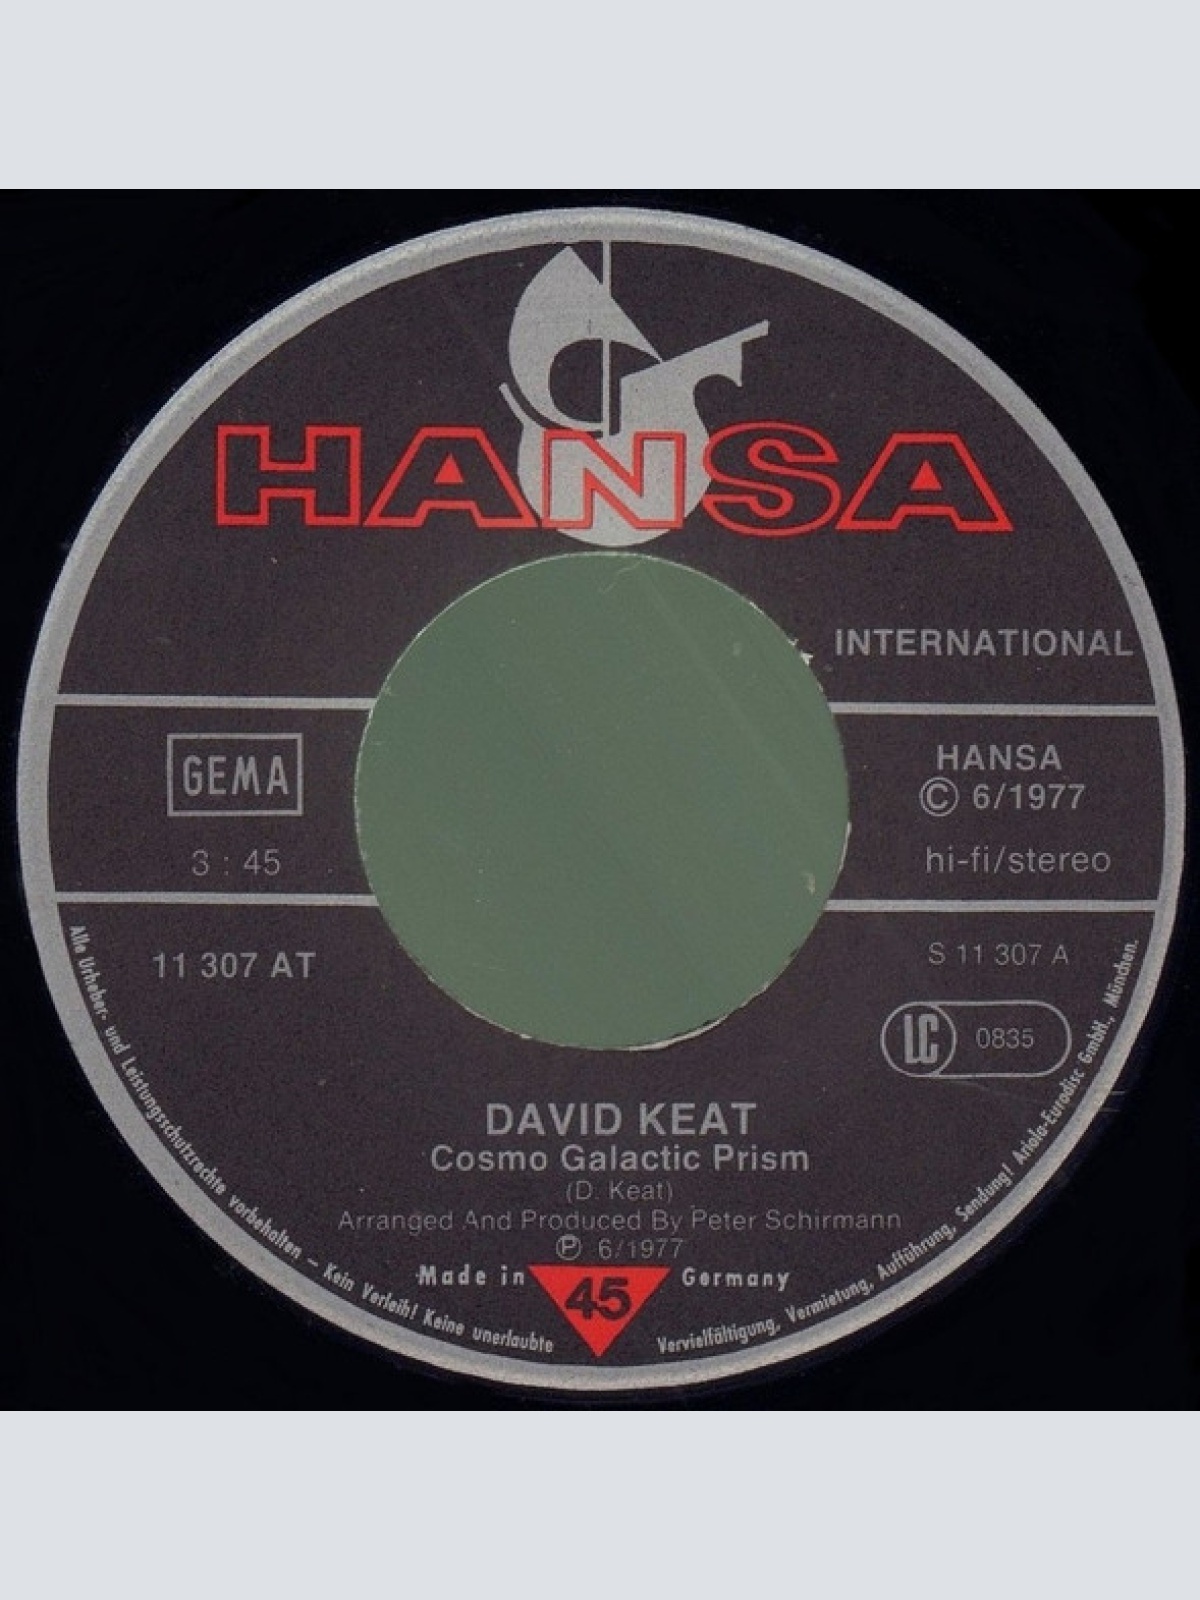 HANSA
INTERNATIONAL
GEMA
3 : 45
HANSA
© 6/1977
hi-fi/stereo
11 307 AT
S 11 307 A
LC 0835
DAVID KEAT
Cosmo Galactic Prism
(D. Keat)
Arranged And Produced By Peter Schirmann
℗ 6/1977
Made in 45 Germany
Alle Urheber- und Leistungsschutzrechte vorbehalten – Kein Verleih! Keine unerlaubte Vervielfältigung, Vermietung, Aufführung, Sendung! Ariola-Eurodisc GmbH., München.